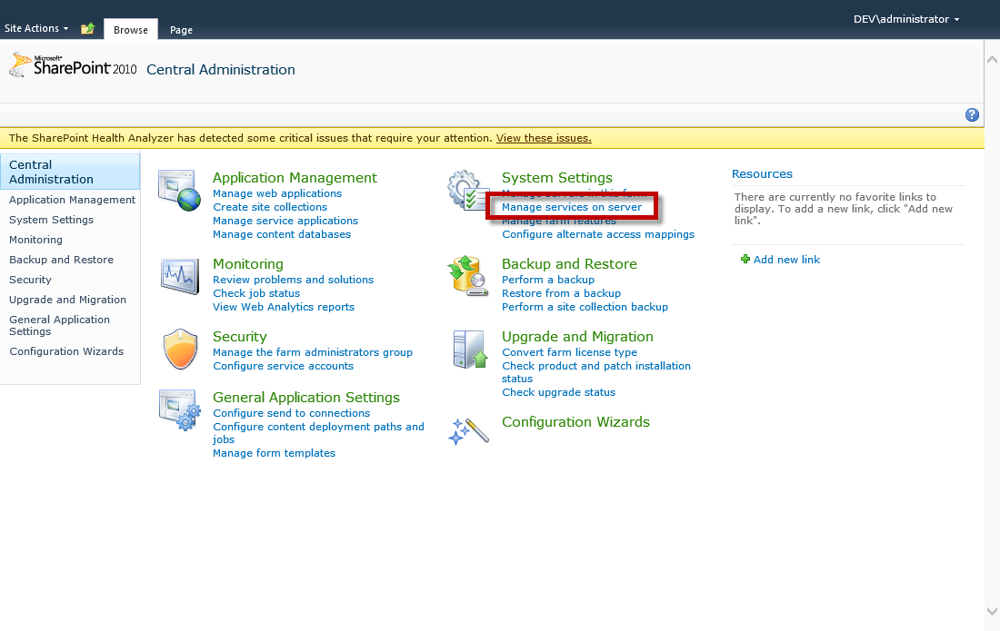 Site Actions
Browse
Page
DEV\administrator
Microsoft®
SharePoint 2010
Central Administration
The SharePoint Health Analyzer has detected some critical issues that require your attention. View these issues.
Central
Administration
Application Management
System Settings
Monitoring
Backup and Restore
Security
Upgrade and Migration
General Application
Settings
Configuration Wizards
Application Management
Manage web applications
Create site collections
Manage service applications
Manage content databases
Monitoring
Review problems and solutions
Check job status
View Web Analytics reports
Security
Manage the farm administrators group
Configure service accounts
General Application Settings
Configure send to connections
Configure content deployment paths and
jobs
Manage form templates
System Settings
Manage servers in this farm
Manage services on server
Manage farm features
Configure alternate access mappings
Backup and Restore
Perform a backup
Restore from a backup
Perform a site collection backup
Upgrade and Migration
Convert farm license type
Check product and patch installation
status
Check upgrade status
Configuration Wizards
Resources
There are currently no favorite links to
display. To add a new link, click "Add new
link".
Add new link